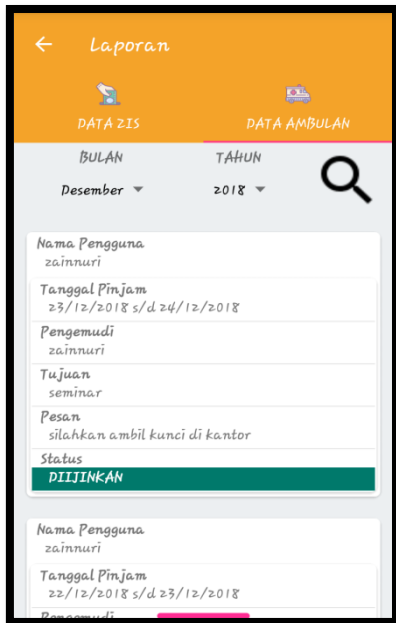 Laporan
DATA ZIS DATA AMBULAN
BULAN TAHUN
Desember 2018
Nama Pengguna
zainnuri
Tanggal Pinjam
23/12/2018 s/d 24/12/2018
Pengemudi
zainnuri
Tujuan
seminar
Pesan
silahkan ambil kunci di kantor
Status
DIIJINKAN
Nama Pengguna
zainnuri
Tanggal Pinjam
22/12/2018 s/d 23/12/2018
Pengemudi